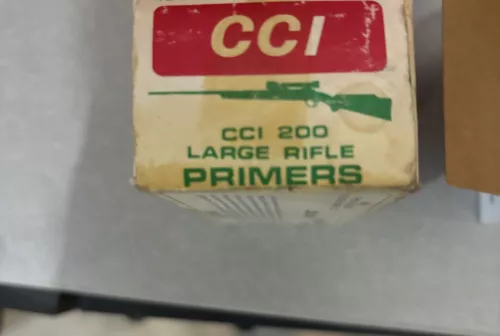 CCI
CCI 200
LARGE RIFLE
PRIMERS